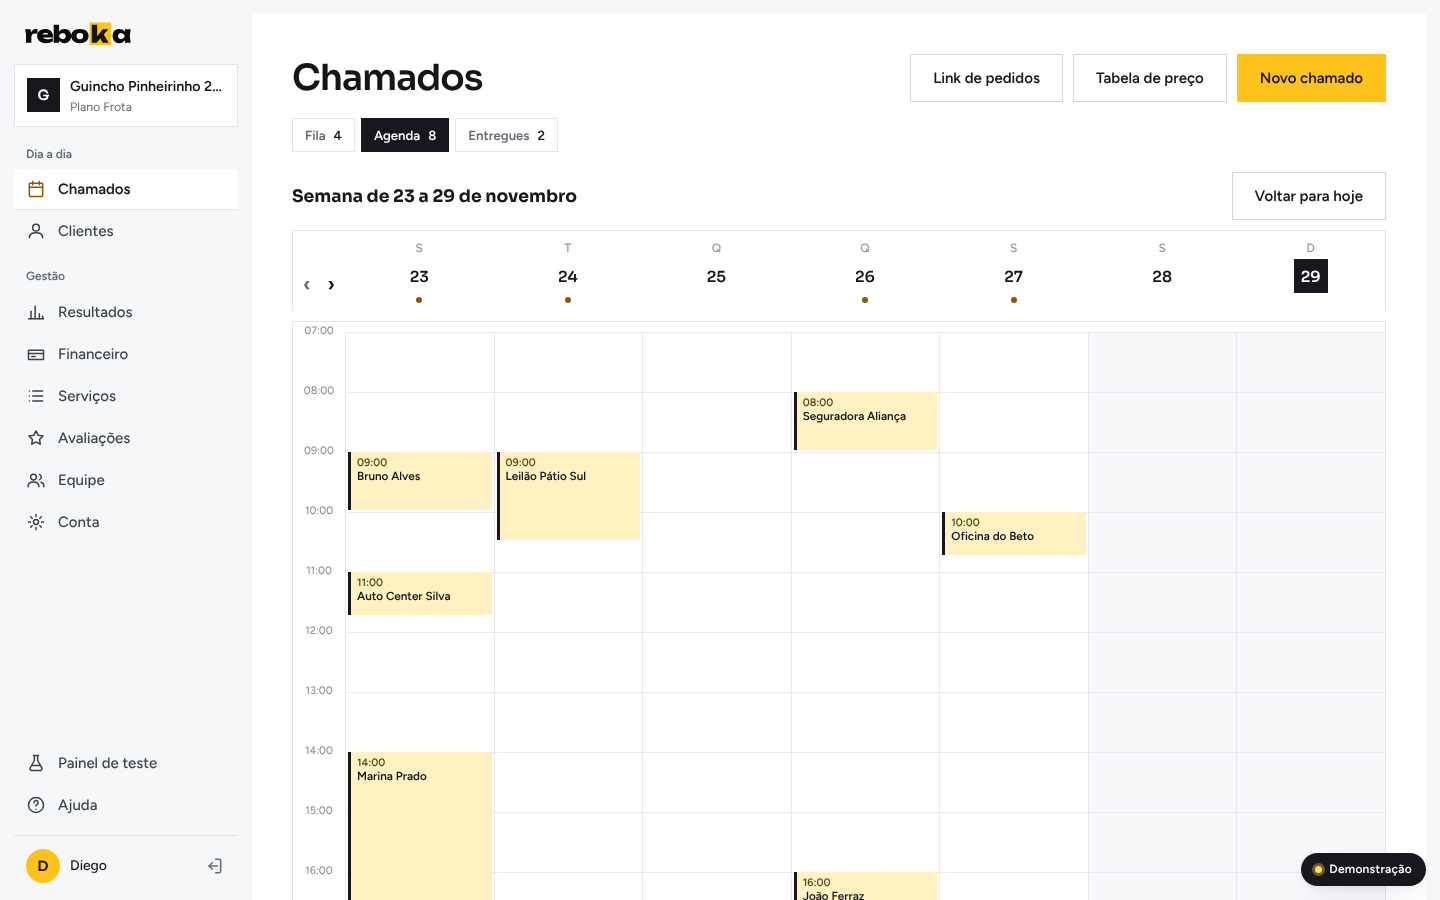 reboka
G
Guincho Pinheirinho 2...
Plano Frota
Dia a dia
Chamados
Clientes
Gestão
Resultados
Financeiro
Serviços
Avaliações
Equipe
Conta
Painel de teste
Ajuda
D
Diego
Chamados
Link de pedidos
Tabela de preço
Novo chamado
Fila 4
Agenda 8
Entregues 2
Semana de 23 a 29 de novembro
Voltar para hoje
‹ ›
S T Q Q S S D
23 24 25 26 27 28 29
07:00
08:00
08:00
Seguradora Aliança
09:00
09:00
Bruno Alves
09:00
Leilão Pátio Sul
10:00
10:00
Oficina do Beto
11:00
11:00
Auto Center Silva
12:00
13:00
14:00
14:00
Marina Prado
15:00
16:00
16:00
João Ferraz
Demonstração